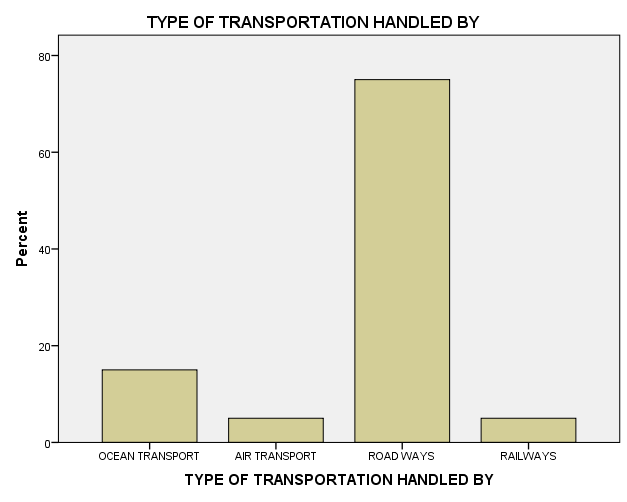 TYPE OF TRANSPORTATION HANDLED BY
Percent
80
60
40
20
0
OCEAN TRANSPORT
AIR TRANSPORT
ROAD WAYS
RAILWAYS
TYPE OF TRANSPORTATION HANDLED BY